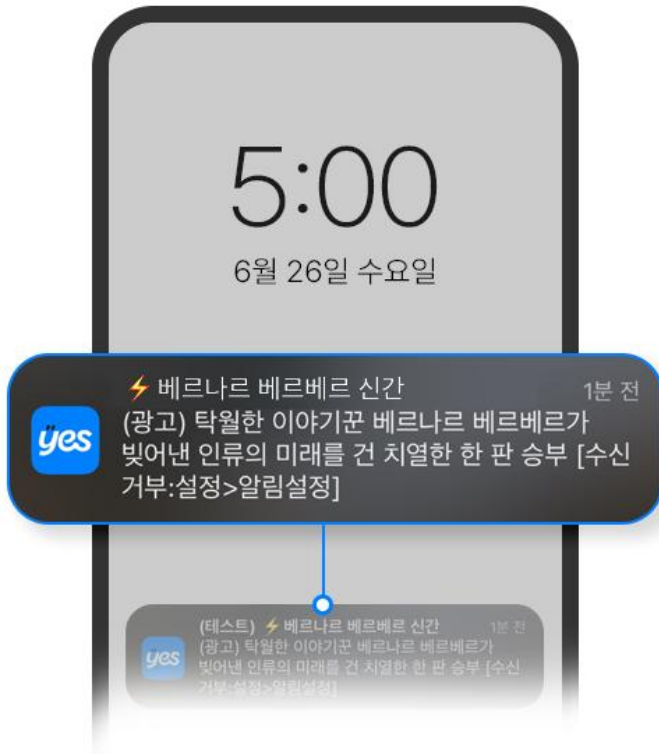 5:00
6월 26일 수요일
⚡ 베르나르 베르베르 신간
1분 전
(광고) 탁월한 이야기꾼 베르나르 베르베르가
빚어낸 인류의 미래를 건 치열한 한 판 승부 [수신
거부:설정>알림설정]
ÿes
(테스트) ⚡ 베르나르 베르베르 신간
1분 전
(광고) 탁월한 이야기꾼 베르나르 베르베르가
빚어낸 인류의 미래를 건 치열한 한 판 승부 [수신
거부:설정>알림설정]
ÿes